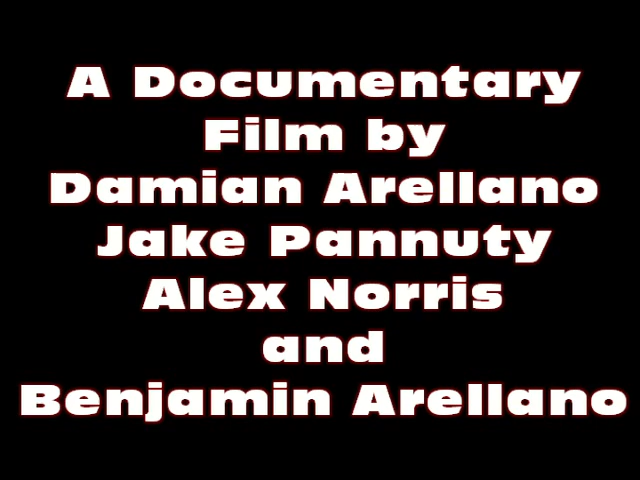 A Documentary
Film by
Damian Arellano
Jake Pannuty
Alex Norris
and
Benjamin Arellano